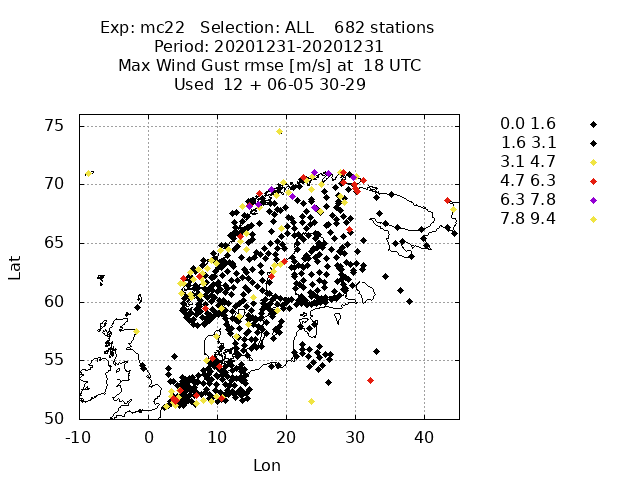 Exp: mc22 Selection: ALL 682 stations
Period: 20201231-20201231
Max Wind Gust rmse [m/s] at 18 UTC
Used 12 + 06-05 30-29
0.0 1.6
1.6 3.1
3.1 4.7
4.7 6.3
6.3 7.8
7.8 9.4
75
70
65
60
55
50
Lat
-10 0 10 20 30 40
Lon